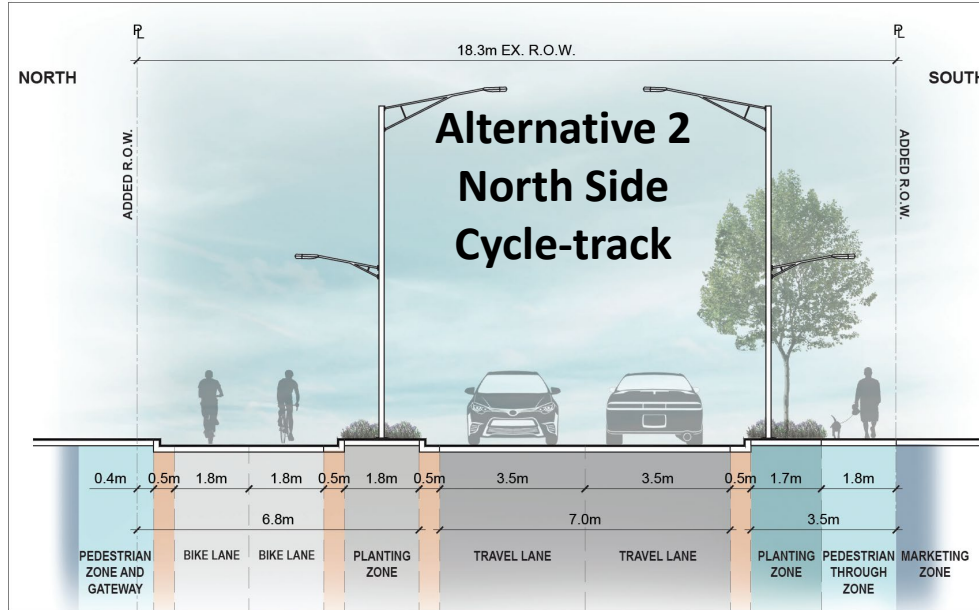 ℄
℄
18.3m EX. R.O.W.
NORTH
SOUTH
ADDED R.O.W.
ADDED R.O.W.
Alternative 2
North Side
Cycle-track
0.4m 0.5m 1.8m 1.8m 0.5m 1.8m 0.5m 3.5m 3.5m 0.5m 1.7m 1.8m
6.8m 7.0m 3.5m
PEDESTRIAN
ZONE AND
GATEWAY
BIKE LANE
BIKE LANE
PLANTING
ZONE
TRAVEL LANE
TRAVEL LANE
PLANTING
ZONE
PEDESTRIAN
THROUGH
ZONE
MARKETING
ZONE